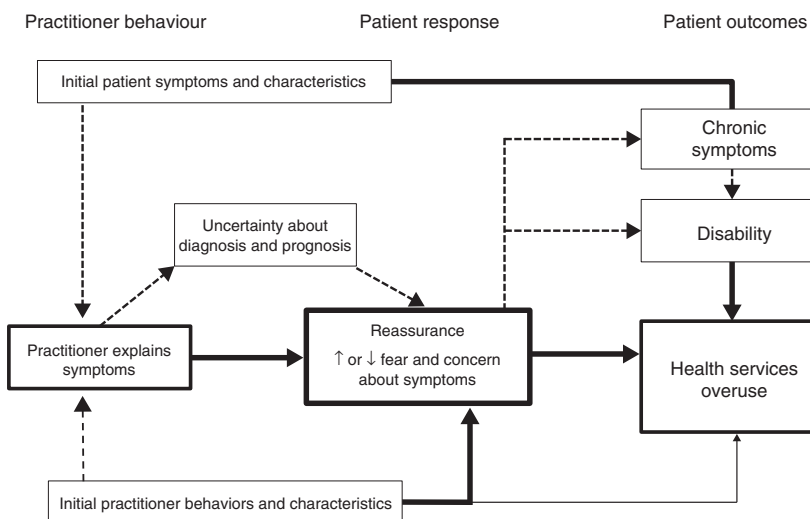 Practitioner behaviour
Patient response
Patient outcomes
Initial patient symptoms and characteristics
Chronic
symptoms
Uncertainty about
diagnosis and prognosis
Disability
Practitioner explains
symptoms
Reassurance
↑ or ↓ fear and concern
about symptoms
Health services
overuse
Initial practitioner behaviors and characteristics